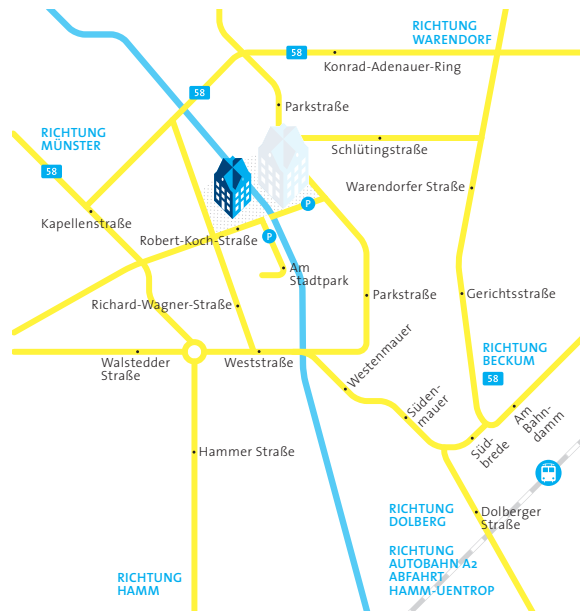 RICHTUNG
WARENDORF
58
Konrad-Adenauer-Ring
58
Parkstraße
RICHTUNG
MÜNSTER
Schlütingstraße
58
Warendorfer Straße
P
Kapellenstraße
P
Robert-Koch-Straße
Am
Stadtpark
Richard-Wagner-Straße
Parkstraße
Gerichtsstraße
RICHTUNG
BECKUM
58
Walstedder
Straße
Weststraße
Westenmauer
Süden-
mauer
Am
Bahn-
damm
Süd-
brede
Hammer Straße
RICHTUNG
DOLBERG
Dolberger
Straße
RICHTUNG
AUTOBAHN A2
ABFAHRT
HAMM-UENTROP
RICHTUNG
HAMM